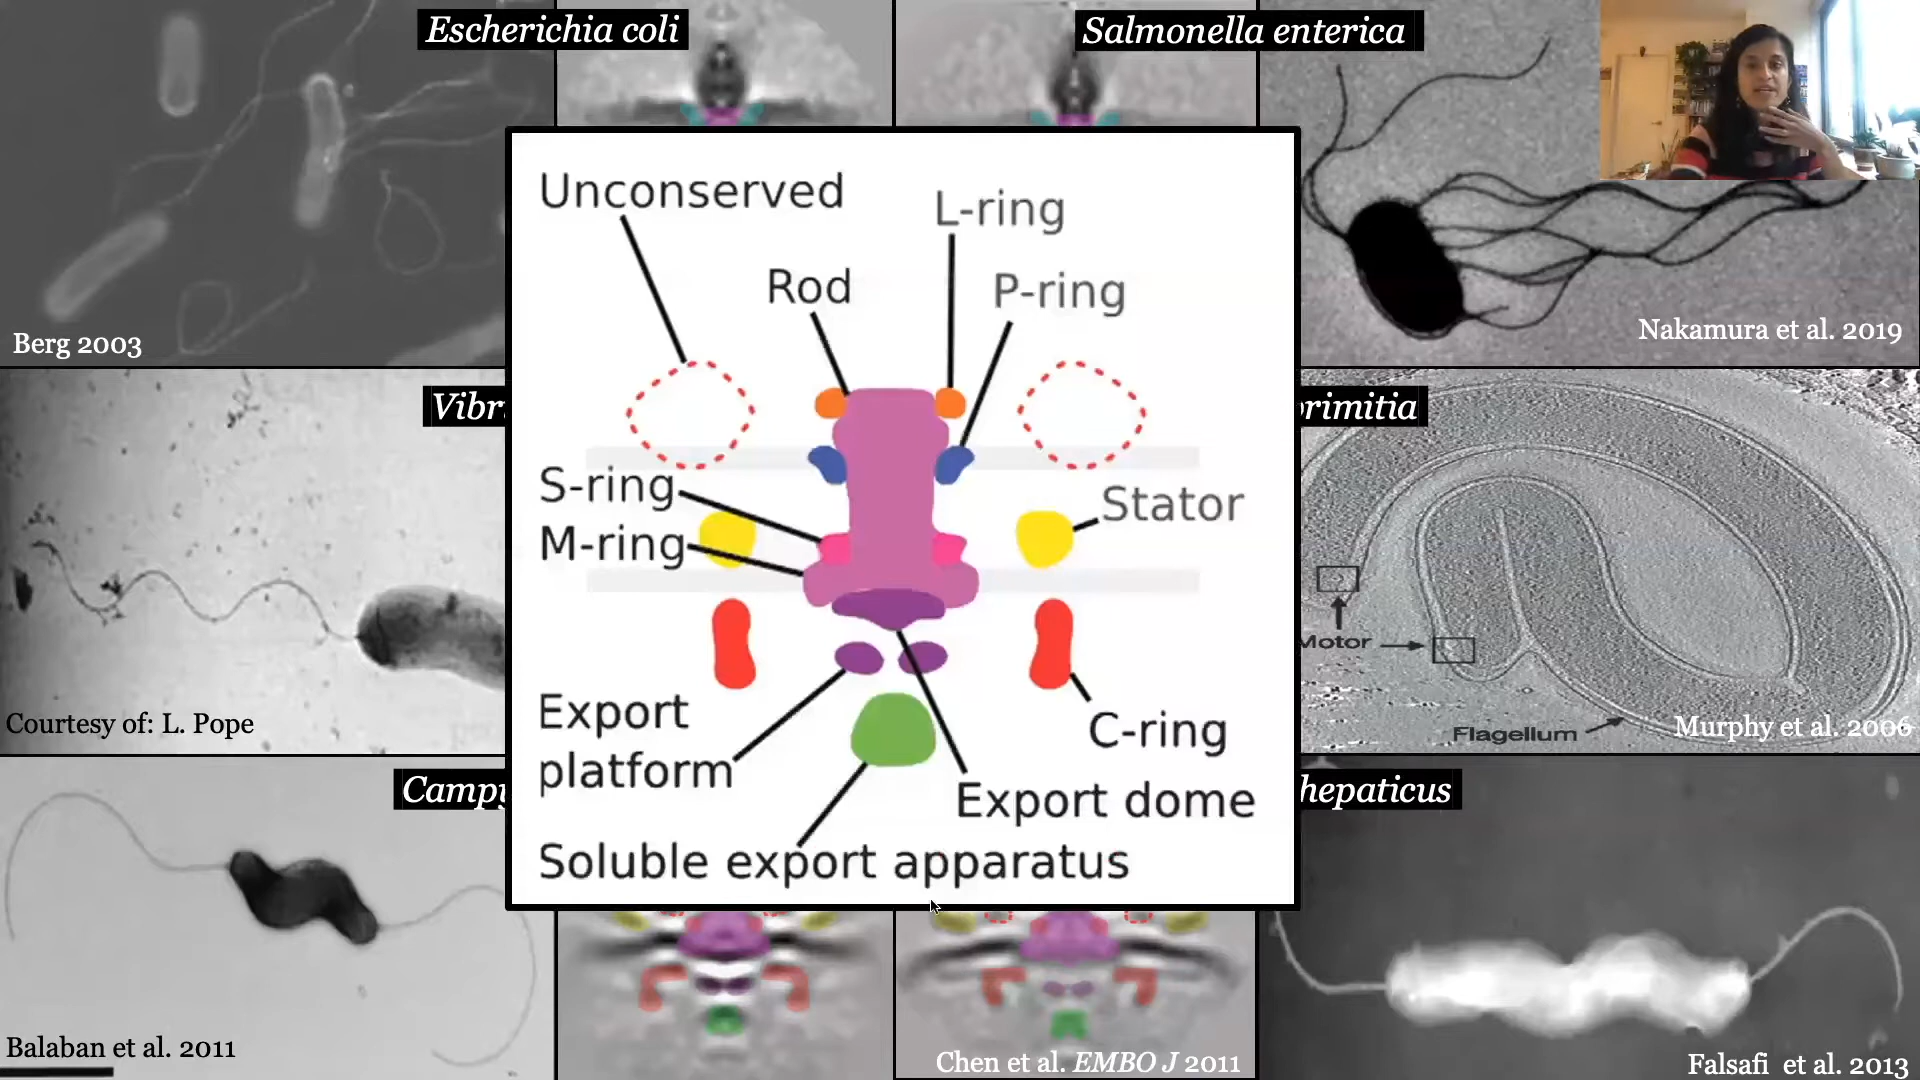 Escherichia coli
Salmonella enterica
Berg 2003
Nakamura et al. 2019
Unconserved
L-ring
Rod
P-ring
S-ring
M-ring
Stator
Export
platform
C-ring
Export dome
Soluble export apparatus
Vibr
primitia
Motor
Flagellum
Courtesy of: L. Pope
Murphy et al. 2006
Camp
hepaticus
Balaban et al. 2011
Chen et al. EMBO J 2011
Falsafi et al. 2013